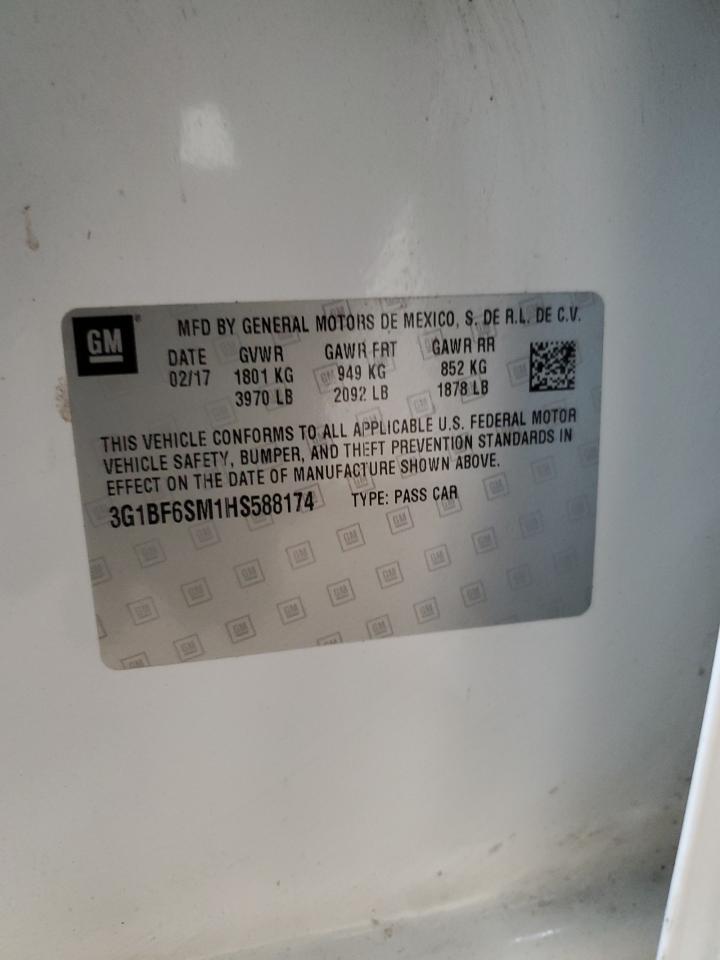 GM
MFD BY GENERAL MOTORS DE MEXICO, S. DE R.L. DE C.V.
DATE GVWR GAWR FRT GAWR RR
02/17 1801 KG 949 KG 852 KG
3970 LB 2092 LB 1878 LB
THIS VEHICLE CONFORMS TO ALL APPLICABLE U.S. FEDERAL MOTOR
VEHICLE SAFETY, BUMPER, AND THEFT PREVENTION STANDARDS IN
EFFECT ON THE DATE OF MANUFACTURE SHOWN ABOVE.
3G1BF6SM1HS588174 TYPE: PASS CAR